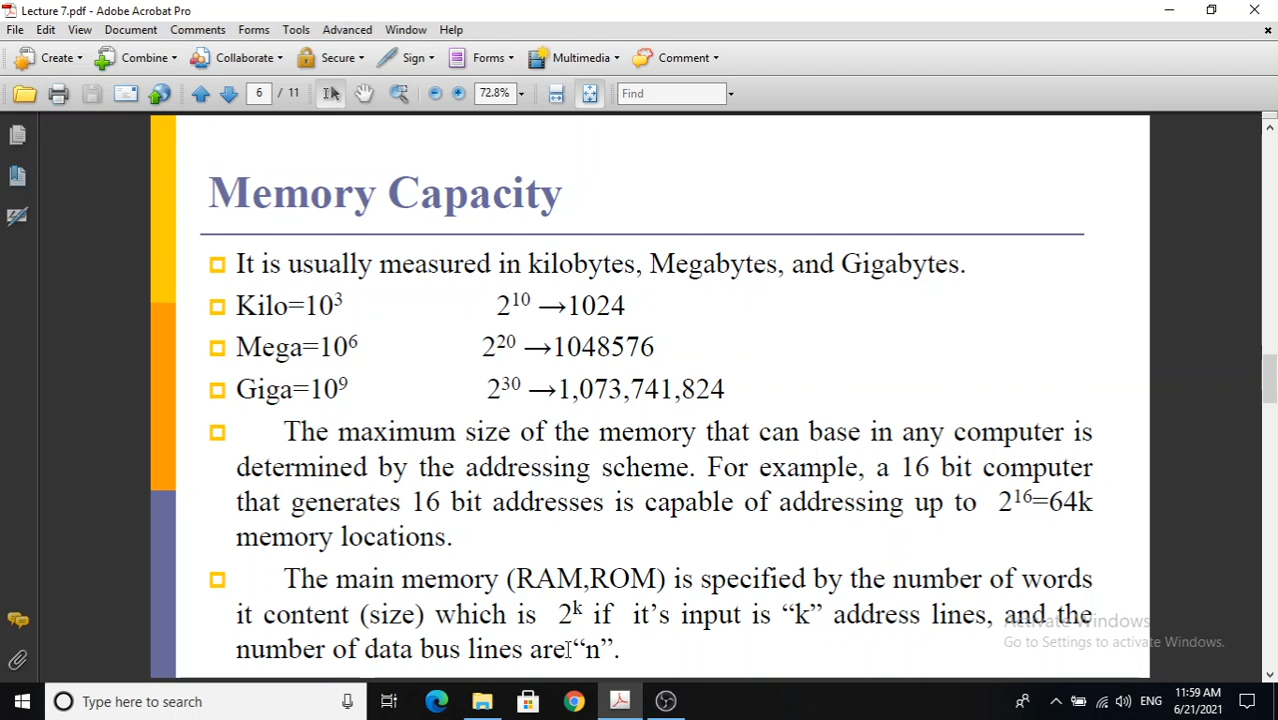 Lecture 7.pdf - Adobe Acrobat Pro
File Edit View Document Comments Forms Tools Advanced Window Help
Create Combine Collaborate Secure Sign Forms Multimedia Comment
6 / 11 72.8% Find
Memory Capacity
It is usually measured in kilobytes, Megabytes, and Gigabytes.
Kilo=10³ 2¹⁰ →1024
Mega=10⁶ 2²⁰ →1048576
Giga=10⁹ 2³⁰ →1,073,741,824
The maximum size of the memory that can base in any computer is
determined by the addressing scheme. For example, a 16 bit computer
that generates 16 bit addresses is capable of addressing up to 2¹⁶=64k
memory locations.
The main memory (RAM,ROM) is specified by the number of words
it content (size) which is 2ᵏ if it's input is “k” address lines, and the
number of data bus lines are“n”.
Activate Windows
Go to Settings to activate Windows.
Type here to search
ENG
11:59 AM
6/21/2021